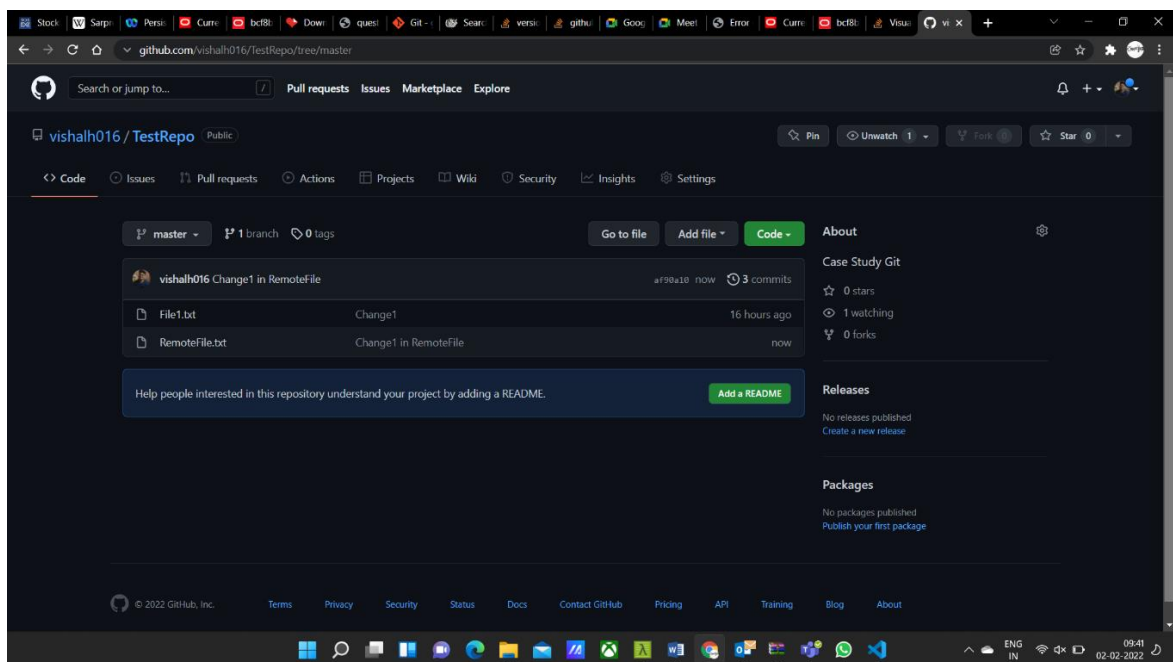 Stock Sarpr Persis Curre bcf8b Dowr quest Git - Searc versic githul Goog Meet Error Curre bcf8b Visua vi
github.com/vishalh016/TestRepo/tree/master
Search or jump to... / Pull requests Issues Marketplace Explore
vishalh016 / TestRepo Public Pin Unwatch 1 Fork 0 Star 0
<> Code Issues Pull requests Actions Projects Wiki Security Insights Settings
master 1 branch 0 tags Go to file Add file Code
vishalh016 Change1 in RemoteFile af90a10 now 3 commits
File1.txt Change1 16 hours ago
RemoteFile.txt Change1 in RemoteFile now
Help people interested in this repository understand your project by adding a README. Add a README
About
Case Study Git
0 stars
1 watching
0 forks
Releases
No releases published
Create a new release
Packages
No packages published
Publish your first package
© 2022 GitHub, Inc. Terms Privacy Security Status Docs Contact GitHub Pricing API Training Blog About
ENG
IN
09:41
02-02-2022